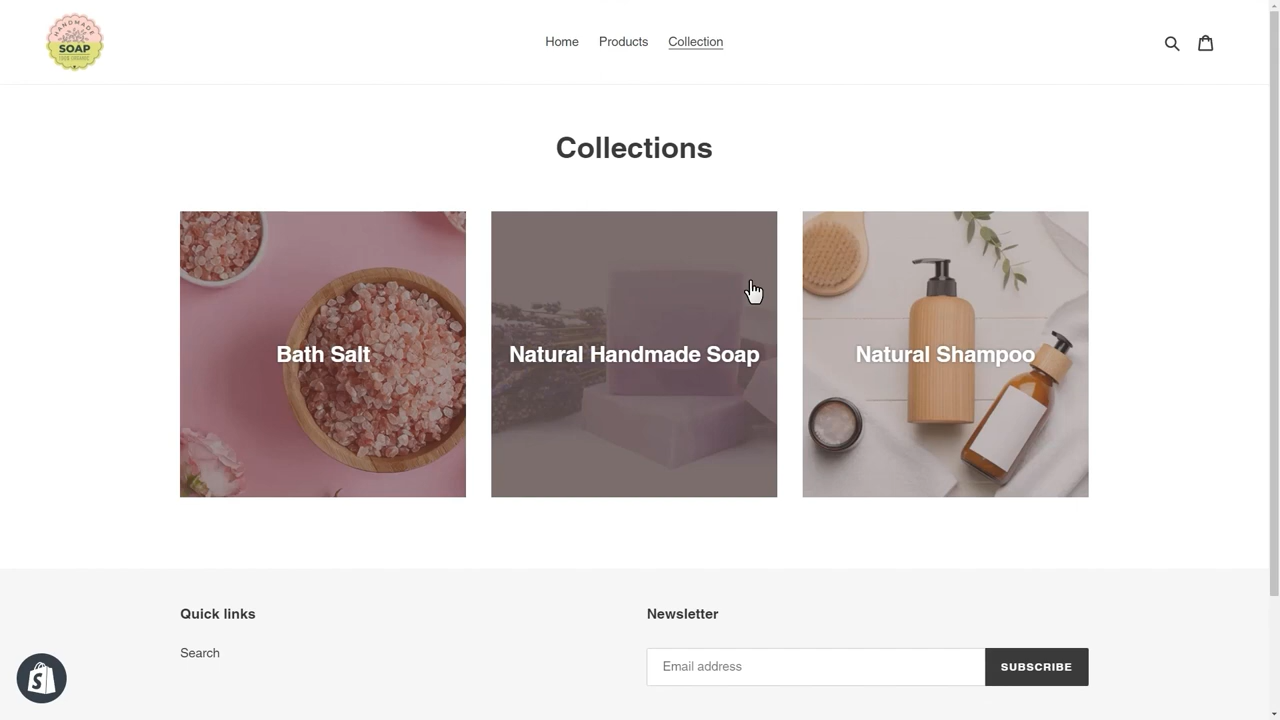 HANDMADE
SOAP
Home Products Collection
Collections
Bath Salt
Natural Handmade Soap
Natural Shampoo
Quick links
Newsletter
Search
Email address
SUBSCRIBE